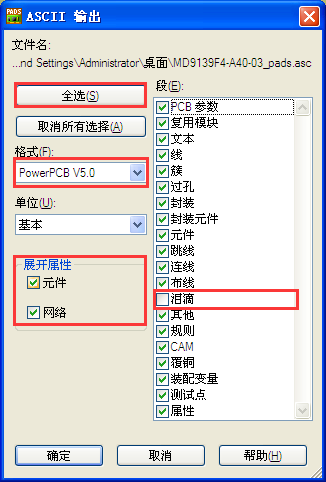 PADS ASCII 输出
文件名:
...nd Settings\Administrator\桌面\MD9139F4-A40-03_pads.asc
全选(S)
取消所有选择(A)
格式(F):
PowerPCB V5.0
单位(U):
基本
展开属性
元件
网络
段(E):
PCB 参数
复用模块
文本
线
簇
过孔
封装
封装元件
元件
跳线
连线
布线
泪滴
其他
规则
CAM
覆铜
装配变量
测试点
属性
确定
取消
帮助(H)